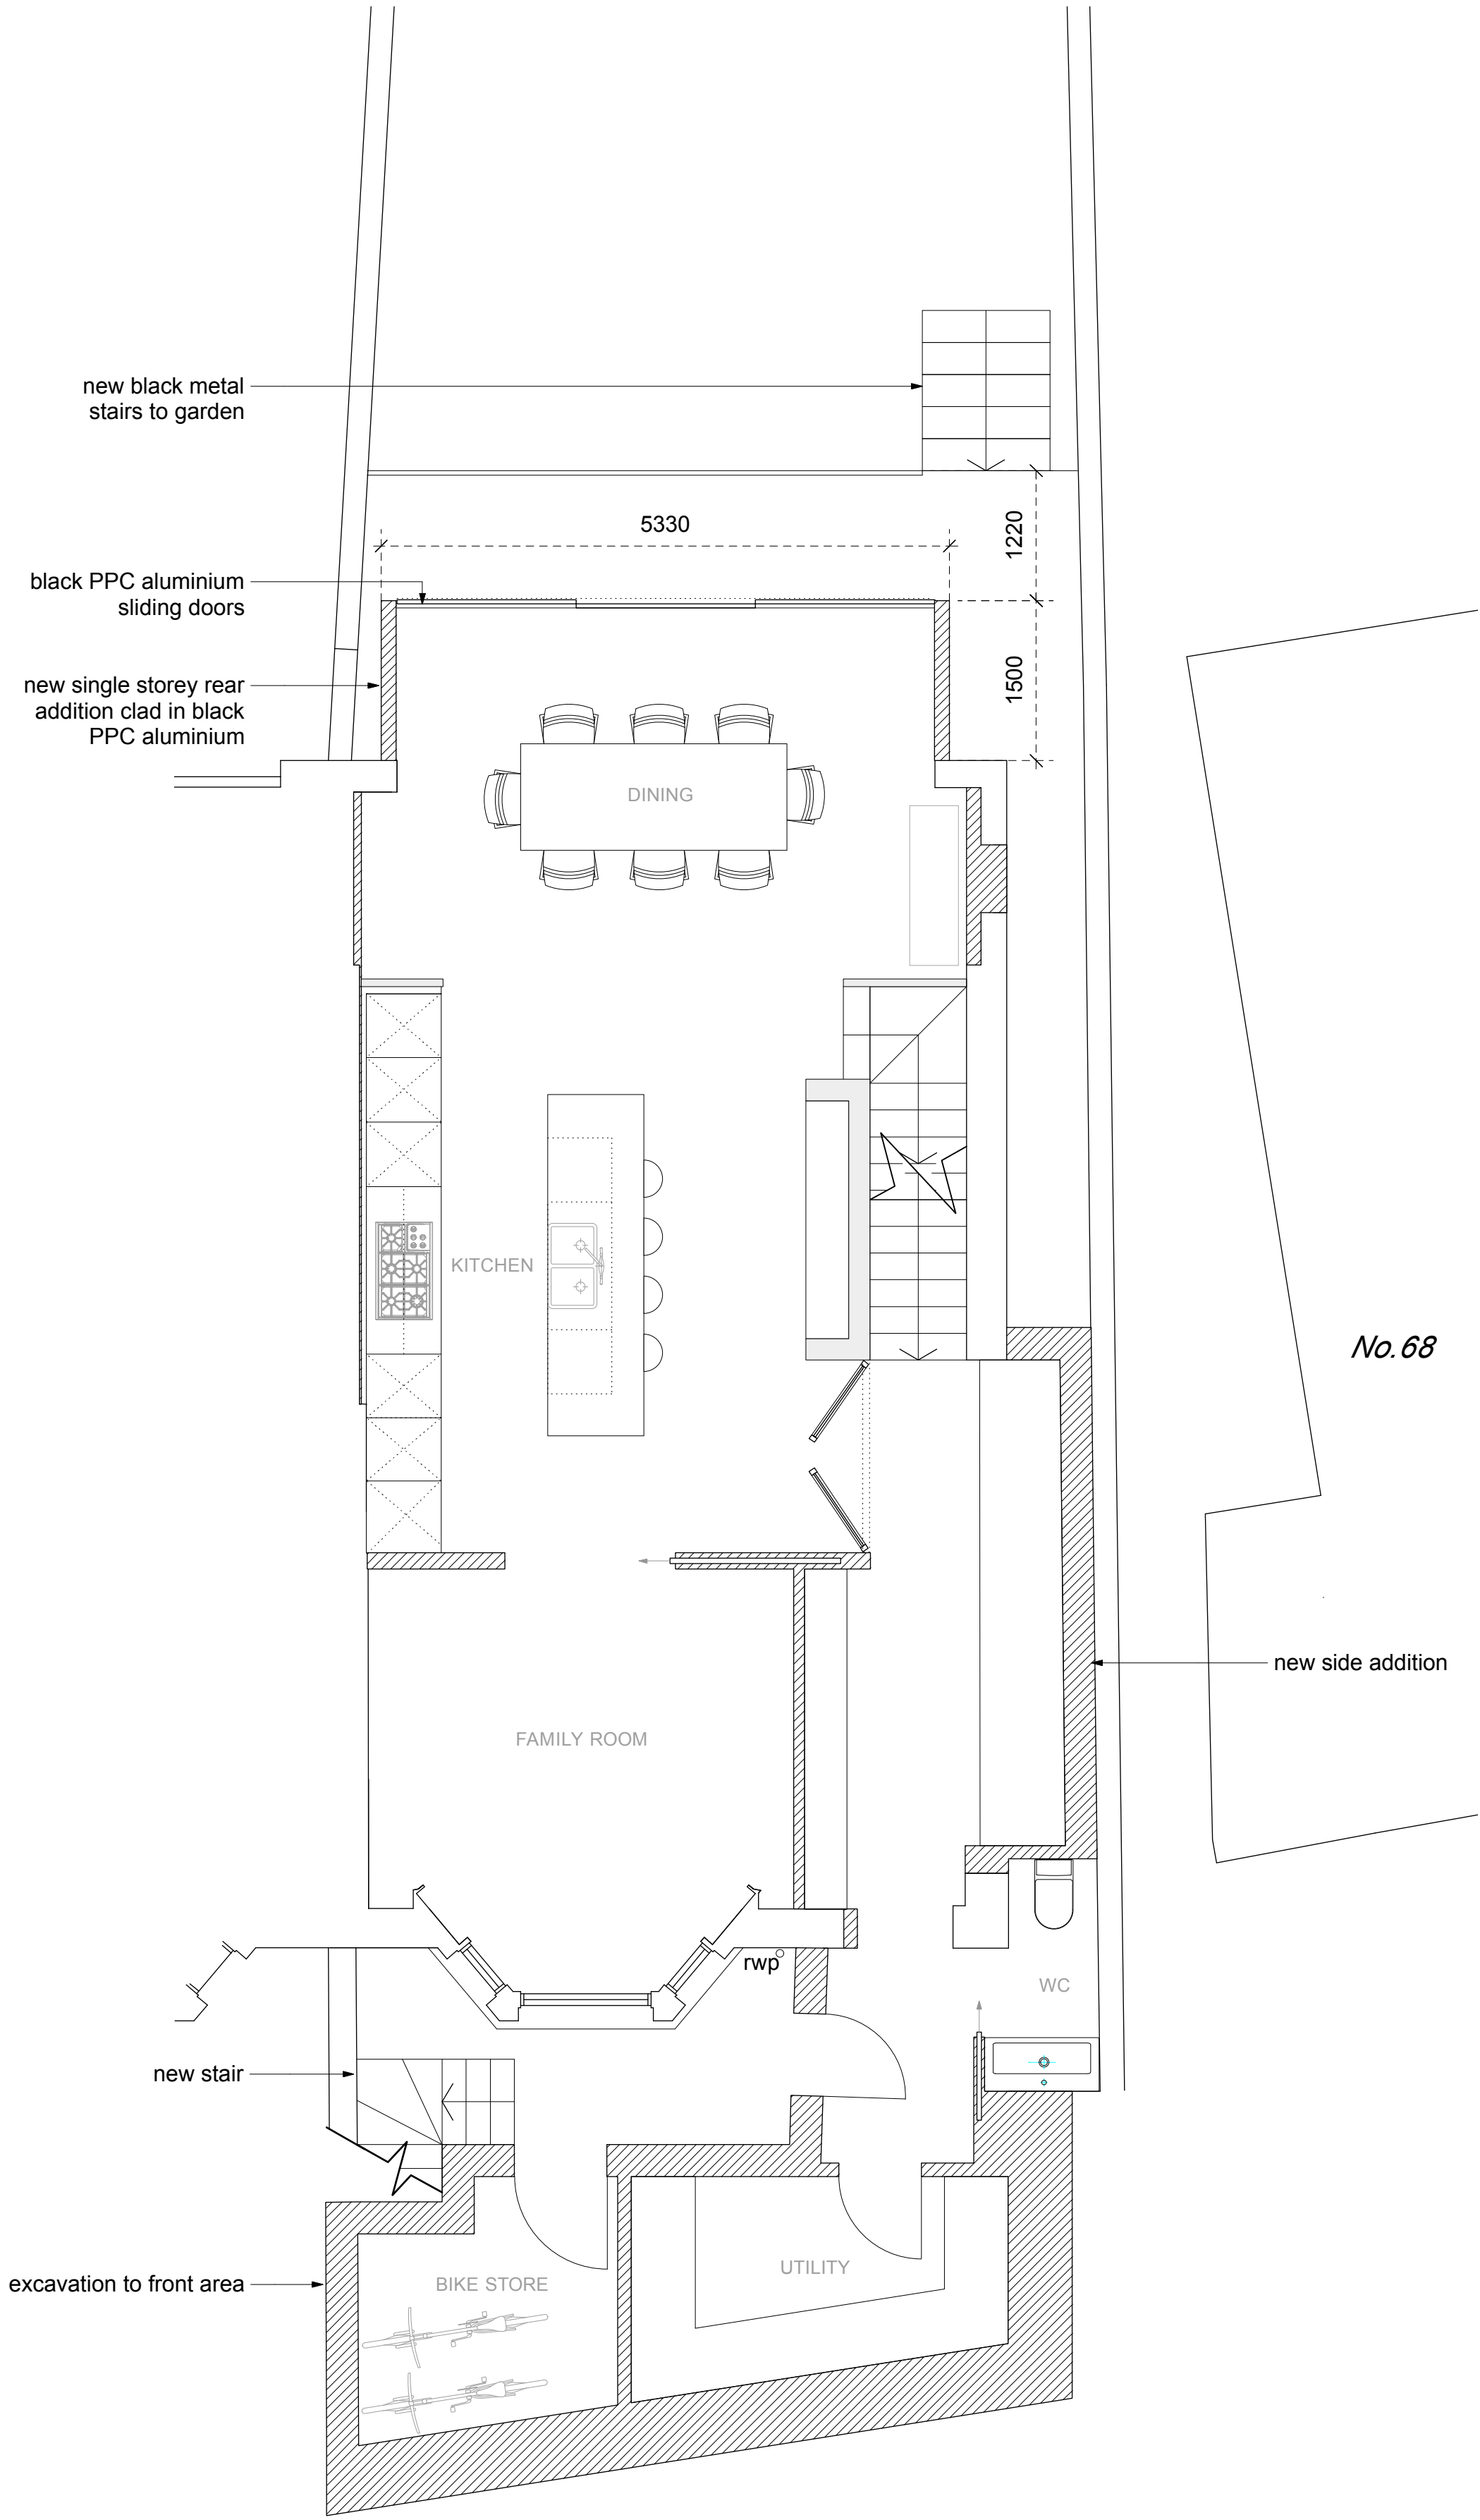 new black metal
stairs to garden
5330
1220
black PPC aluminium
sliding doors
1500
new single storey rear
addition clad in black
PPC aluminium
DINING
KITCHEN
No.68
new side addition
FAMILY ROOM
rwp
WC
new stair
UTILITY
BIKE STORE
excavation to front area